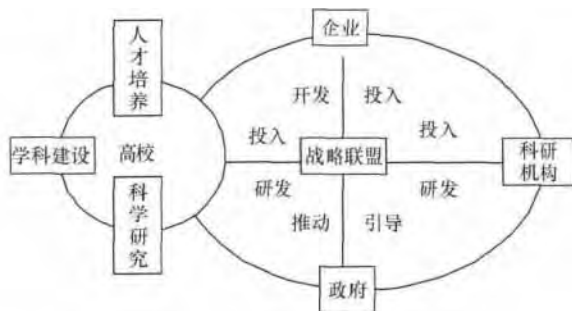 企业
人才培养
开发
投入
投入
投入
学科建设
高校
战略联盟
科研机构
科学研究
研发
研发
推动
引导
政府